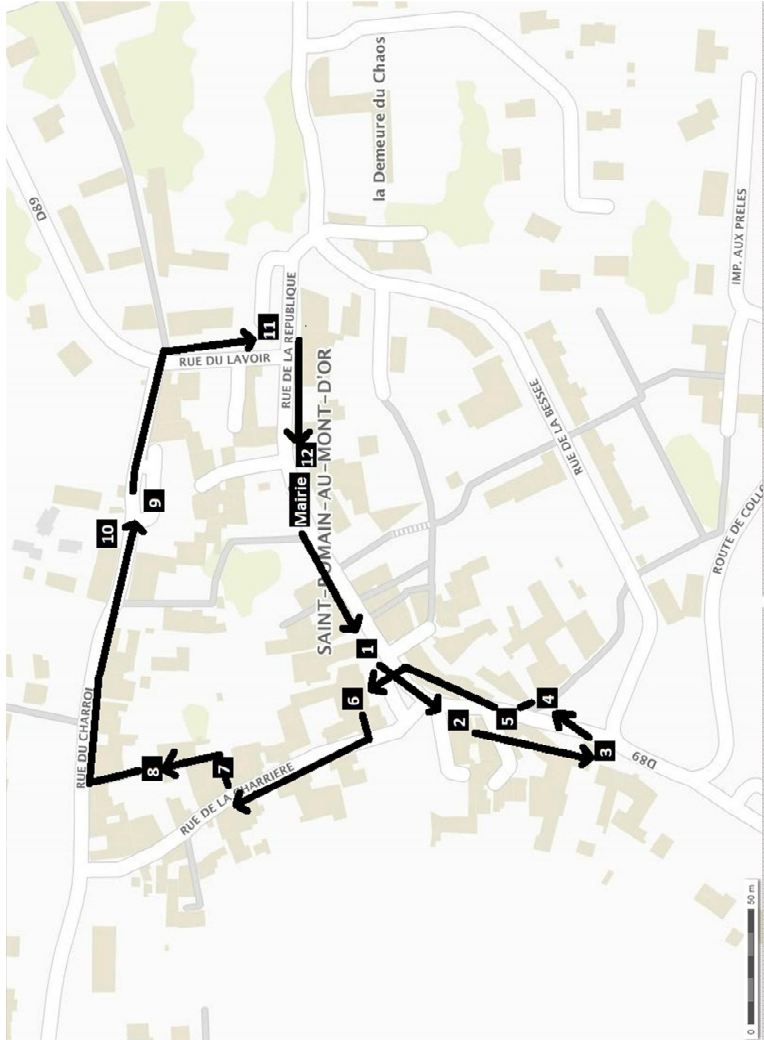 D89
la Demeure du Chaos
RUE DE LA REPUBLIQUE
RUE DU LAVOIR
11
IMP. AUX PRELES
SAINT-ROMAIN-AU-MONT-D'OR
12
Mairie
RUE DE LA BESSEE
9
10
ROUTE DE COLLO
1
RUE DU CHARROI
6
2
5
4
3
D89
8
7
RUE DE LA CHARRIERE
0
50 m